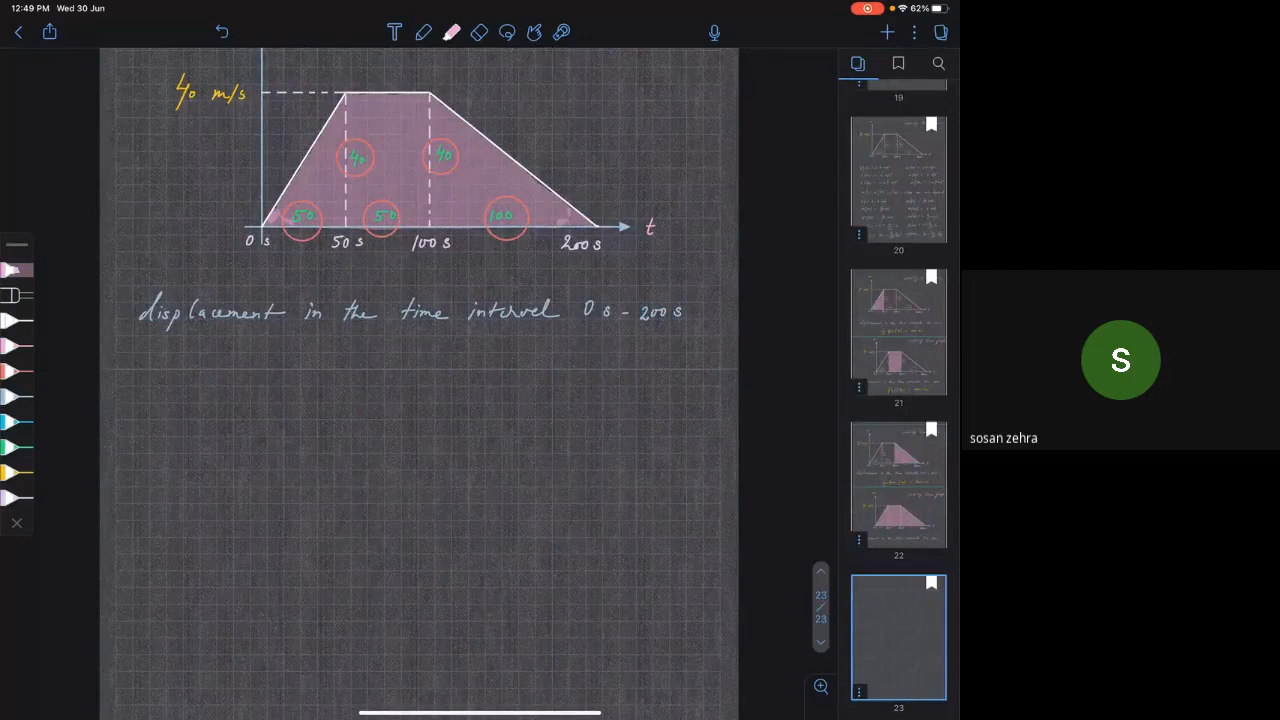 12:49 PM Wed 30 Jun
62%
T
40 m/s
40
40
50
50
100
t
0 s
50 s
100 s
200 s
displacement in the time interval 0 s - 200 s
19
20
21
22
23
23
23
S
sosan zehra